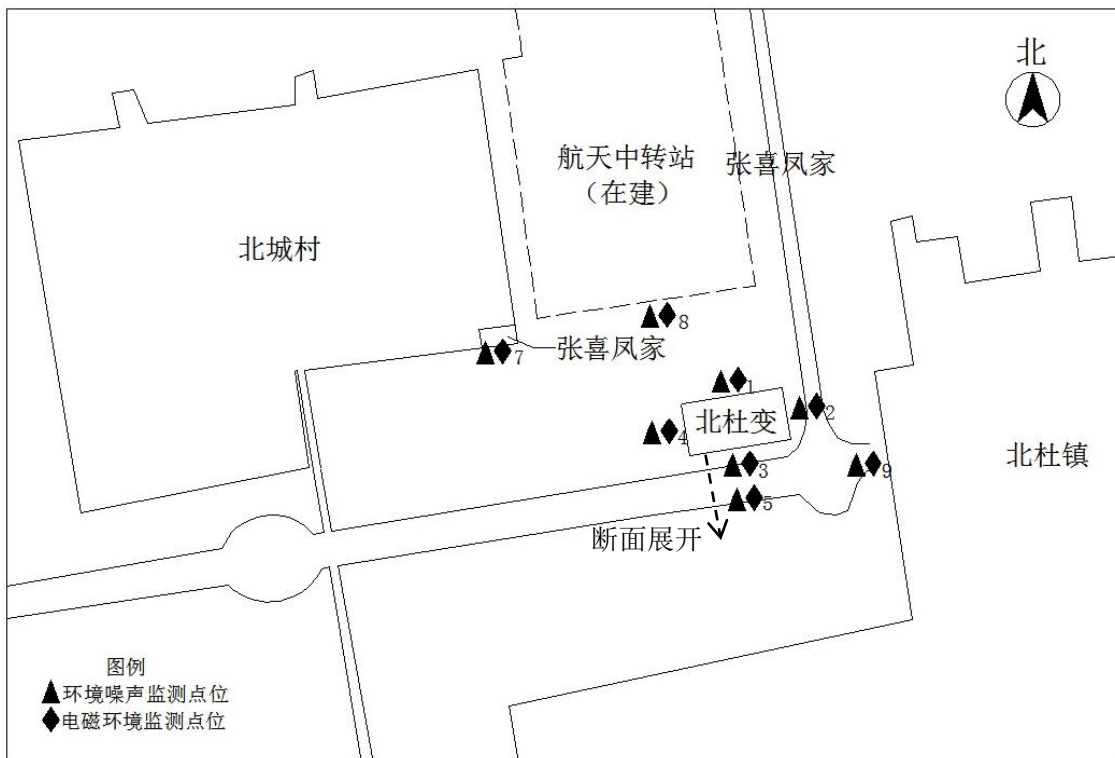 北
航天中转站
（在建）
张喜凤家
北城村
8
张喜凤家
7
1
北杜变
2
4
3
9
北杜镇
5
断面展开
图例
环境噪声监测点位
电磁环境监测点位